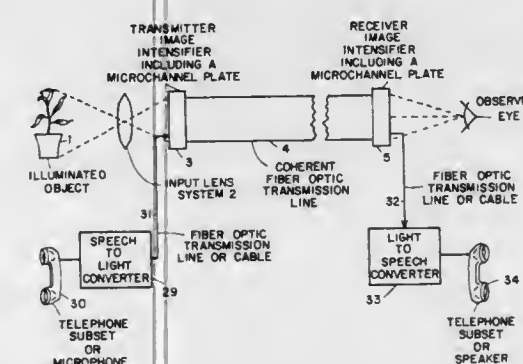 TRANSMITTER
IMAGE
INTENSIFIER
INCLUDING A
MICROCHANNEL PLATE
RECEIVER
IMAGE
INTENSIFIER
INCLUDING A
MICROCHANNEL PLATE
OBSERVE
EYE
1
ILLUMINATED
OBJECT
INPUT LENS
SYSTEM 2
3
4
COHERENT
FIBER OPTIC
TRANSMISSION
LINE
5
31
FIBER OPTIC
TRANSMISSION
LINE OR CABLE
FIBER OPTIC
32
TRANSMISSION
LINE OR CABLE
SPEECH
TO
LIGHT
CONVERTER
29
30
TELEPHONE
SUBSET
OR
MICROPHONE
LIGHT
TO
SPEECH
CONVERTER
33
34
TELEPHONE
SUBSET
OR
SPEAKER